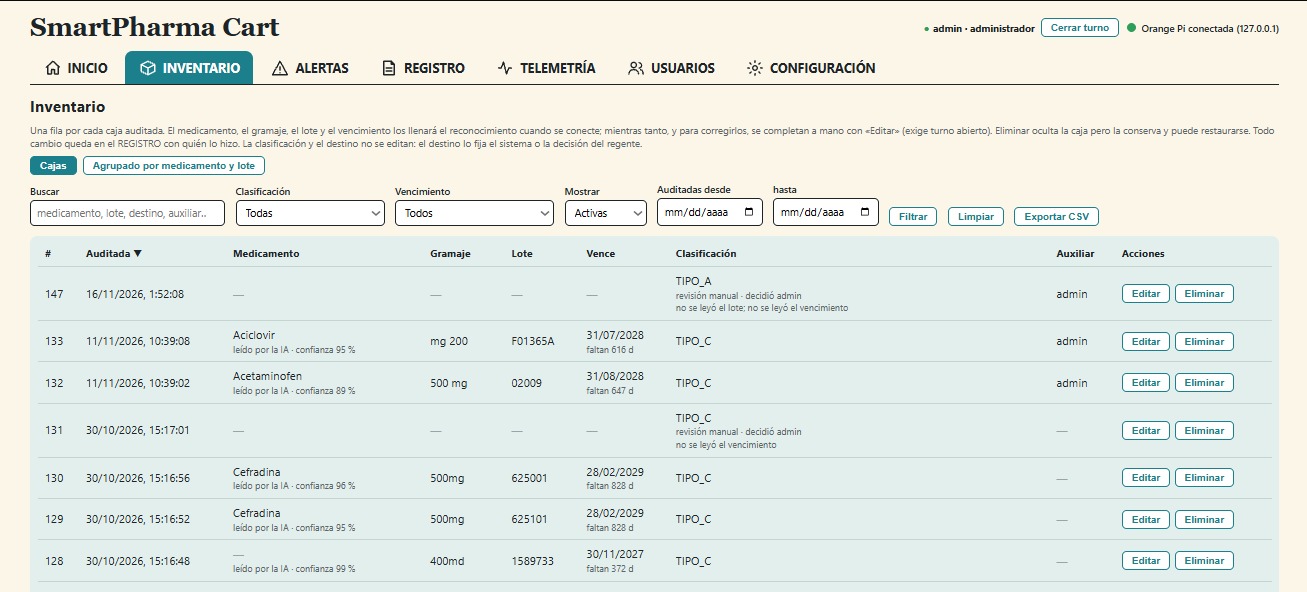 SmartPharma Cart
admin · administrador
Cerrar turno
Orange Pi conectada (127.0.0.1)
INICIO
INVENTARIO
ALERTAS
REGISTRO
TELEMETRÍA
USUARIOS
CONFIGURACIÓN
Inventario
Una fila por cada caja auditada. El medicamento, el gramaje, el lote y el vencimiento los llenará el reconocimiento cuando se conecte; mientras tanto, y para corregirlos, se completan a mano con «Editar» (exige turno abierto). Eliminar oculta la caja pero la conserva y puede restaurarse. Todo
cambio queda en el REGISTRO con quién lo hizo. La clasificación y el destino no se editan: el destino lo fija el sistema o la decisión del regente.
Cajas
Agrupado por medicamento y lote
Buscar
Clasificación
Vencimiento
Mostrar
Auditadas desde
hasta
medicamento, lote, destino, auxiliar..
Todas
Todos
Activas
mm/dd/aaaa
mm/dd/aaaa
Filtrar
Limpiar
Exportar CSV
# Auditada ▼ Medicamento Gramaje Lote Vence Clasificación Auxiliar Acciones
147 16/11/2026, 1:52:08 — — — — TIPO_A admin Editar Eliminar
revisión manual · decidió admin
no se leyó el lote; no se leyó el vencimiento
133 11/11/2026, 10:39:08 Aciclovir mg 200 F01365A 31/07/2028 TIPO_C admin Editar Eliminar
leído por la IA · confianza 95 % faltan 616 d
132 11/11/2026, 10:39:02 Acetaminofen 500 mg 02009 31/08/2028 TIPO_C admin Editar Eliminar
leído por la IA · confianza 89 % faltan 647 d
131 30/10/2026, 15:17:01 — — — — TIPO_C — Editar Eliminar
revisión manual · decidió admin
no se leyó el vencimiento
130 30/10/2026, 15:16:56 Cefradina 500mg 625001 28/02/2029 TIPO_C — Editar Eliminar
leído por la IA · confianza 96 % faltan 828 d
129 30/10/2026, 15:16:52 Cefradina 500mg 625101 28/02/2029 TIPO_C — Editar Eliminar
leído por la IA · confianza 95 % faltan 828 d
128 30/10/2026, 15:16:48 — 400md 1589733 30/11/2027 TIPO_C — Editar Eliminar
leído por la IA · confianza 99 % faltan 372 d